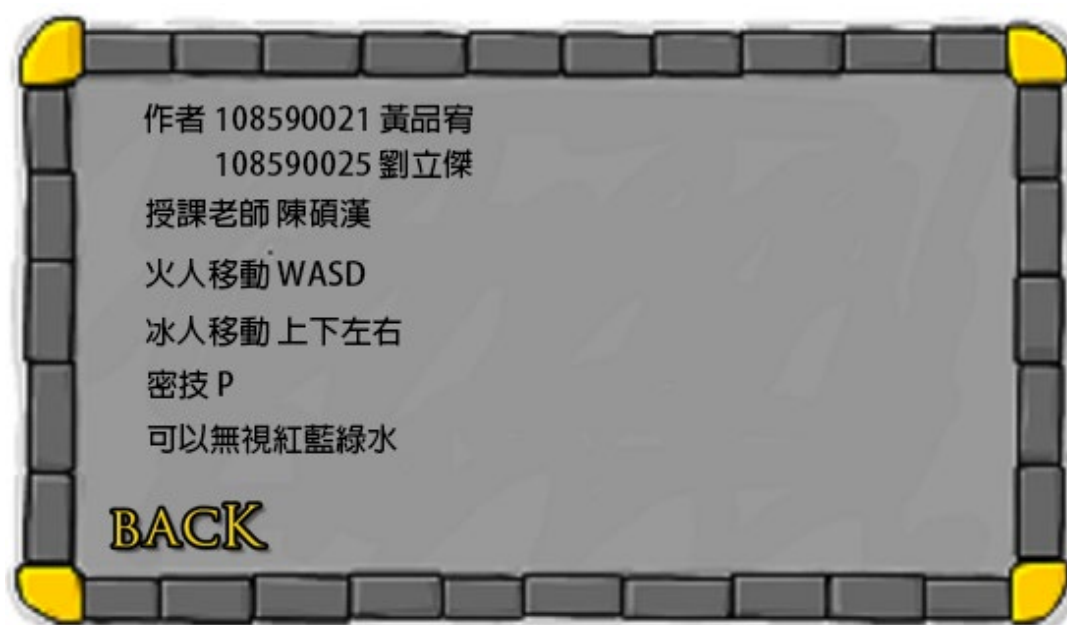 作者 108590021 黃品宥
108590025 劉立傑
授課老師 陳碩漢
火人移動 WASD
冰人移動 上下左右
密技 P
可以無視紅藍綠水
BACK